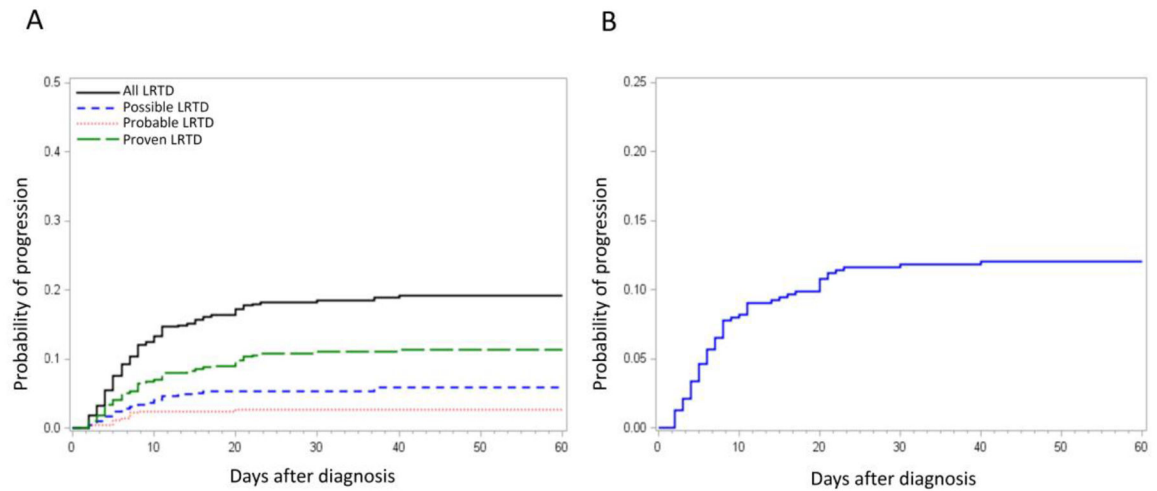 A
B
0.5
0.4
0.3
0.2
0.1
0.0
All LRTD
Possible LRTD
Probable LRTD
Proven LRTD
Probability of progression
0 10 20 30 40 50 60
Days after diagnosis
0.25
0.20
0.15
0.10
0.05
0.00
Probability of progression
0 10 20 30 40 50 60
Days after diagnosis